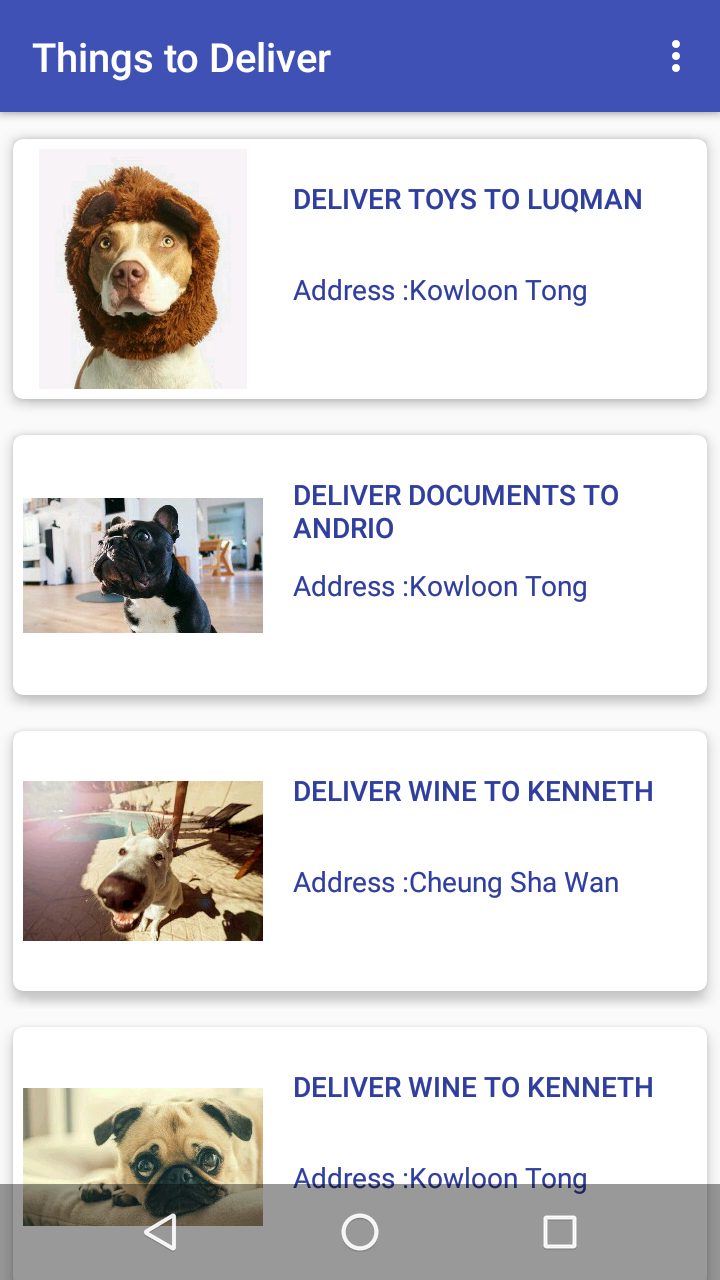 Things to Deliver
DELIVER TOYS TO LUQMAN
Address :Kowloon Tong
DELIVER DOCUMENTS TO
ANDRIO
Address :Kowloon Tong
DELIVER WINE TO KENNETH
Address :Cheung Sha Wan
DELIVER WINE TO KENNETH
Address :Kowloon Tong